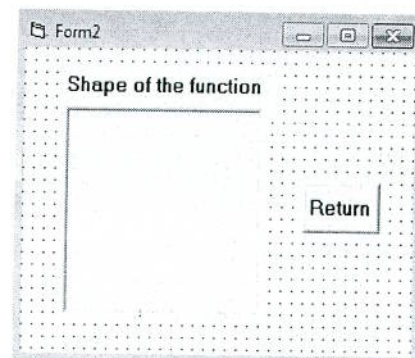 Form2
Shape of the function
Return